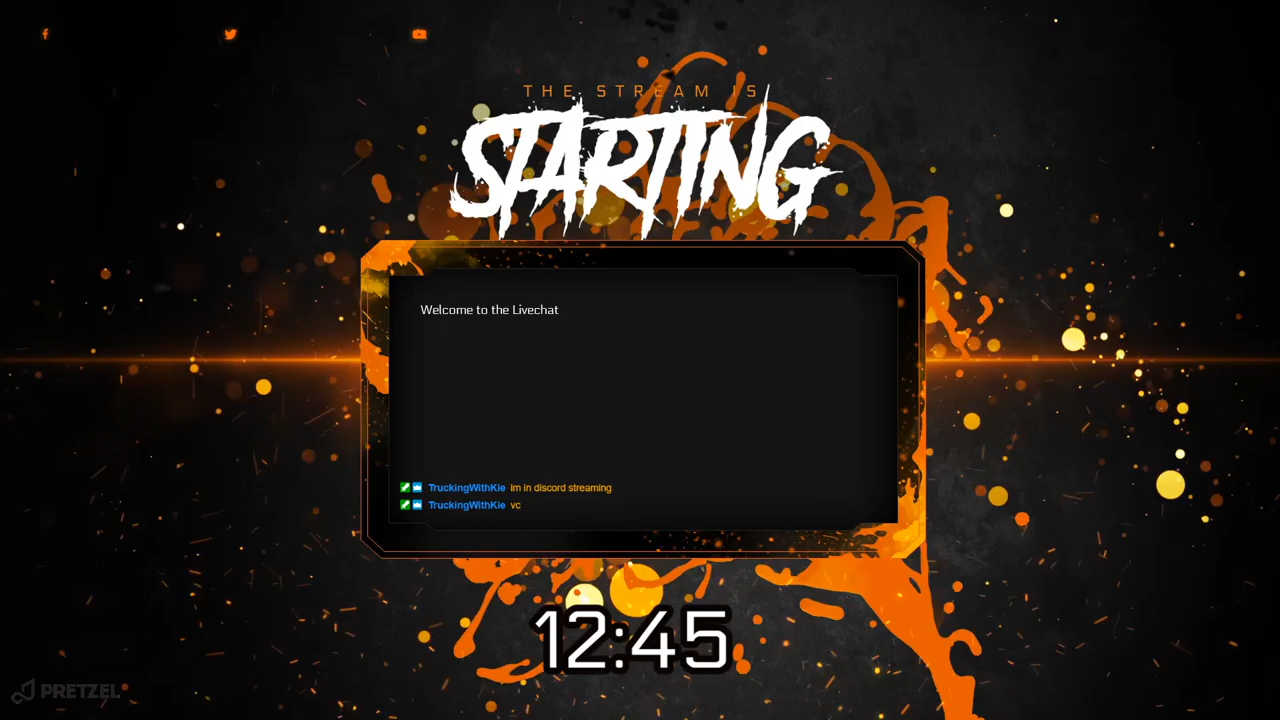 THE STREAM IS
STARTING
Welcome to the Livechat
TruckingWithKie im in discord streaming
TruckingWithKie vc
12:45
PRETZEL